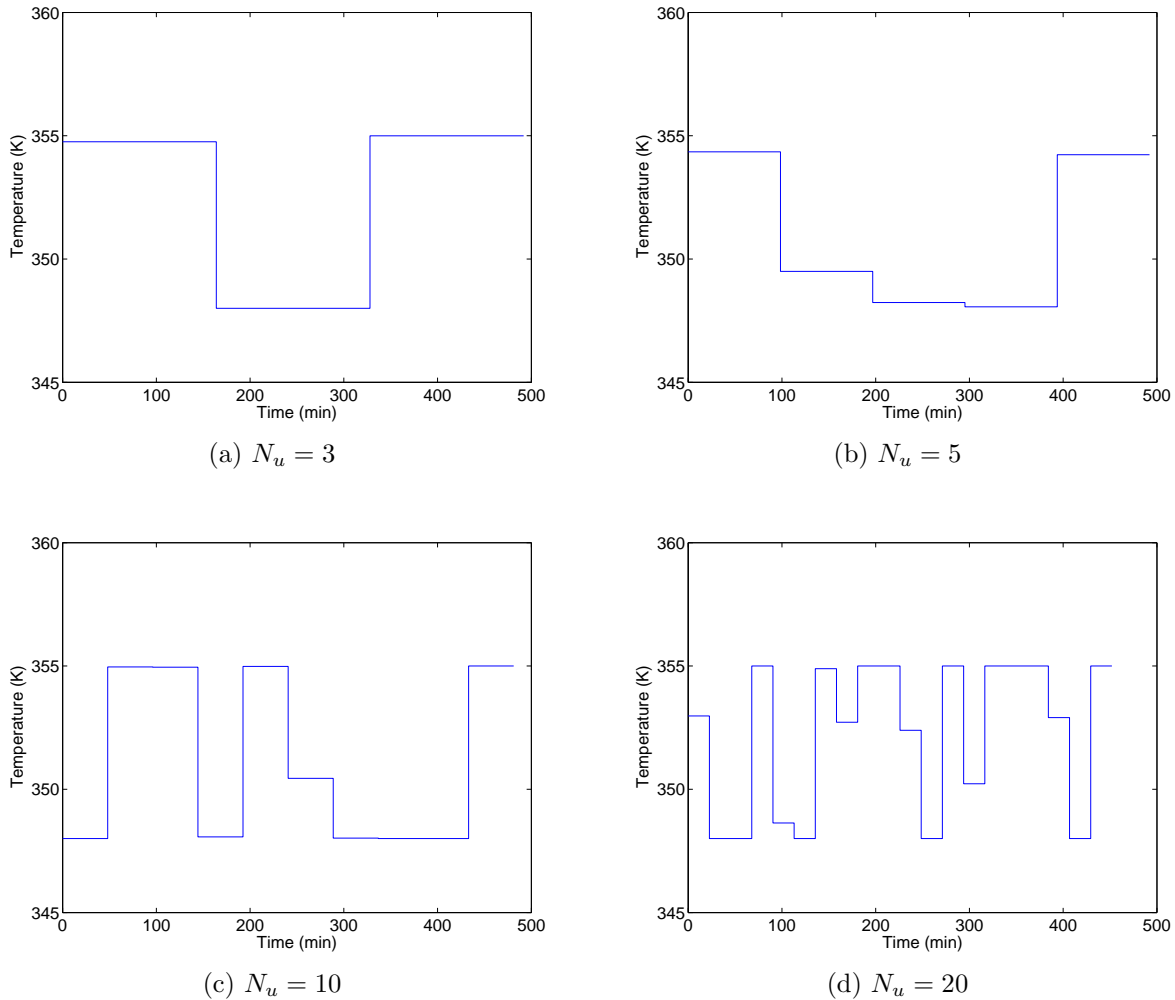 360
355
350
345
0 100 200 300 400 500
Temperature (K)
Time (min)
(a) N_u = 3
360
355
350
345
0 100 200 300 400 500
Temperature (K)
Time (min)
(b) N_u = 5
360
355
350
345
0 100 200 300 400 500
Temperature (K)
Time (min)
(c) N_u = 10
360
355
350
345
0 100 200 300 400 500
Temperature (K)
Time (min)
(d) N_u = 20